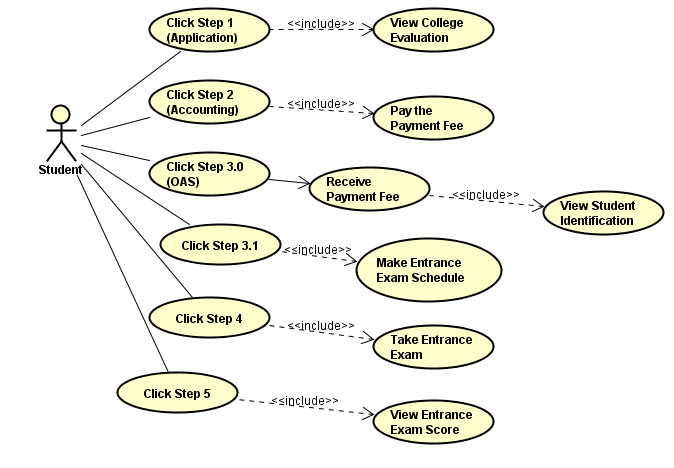 Click Step 1
(Application)
<<include>>
View College
Evaluation
Click Step 2
(Accounting)
<<include>>
Pay the
Payment Fee
Student
Click Step 3.0
(OAS)
Receive
Payment Fee
<<include>>
View Student
Identification
Click Step 3.1
<<include>>
Make Entrance
Exam Schedule
Click Step 4
<<include>>
Take Entrance
Exam
Click Step 5
<<include>>
View Entrance
Exam Score